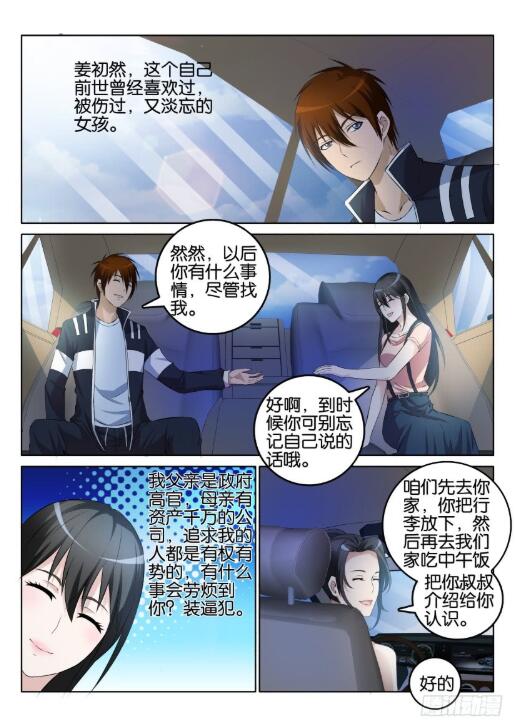 姜初然，这个自己
前世曾经喜欢过，
被伤过，又淡忘的
女孩。
然然，以后
你有什么事
情，尽管找
我。
好啊，到时
候你可别忘
记自己说的
话哦。
我父亲是政府
高官，母亲有
资产千万的公
司，追求我的
人都是有权有
势的，有什么
事会劳烦到
你？装逼犯。
咱们先去你
家，你把行
李放下，然
后再去我们
家吃中午饭，
把你叔叔
介绍给你
认识。
好的